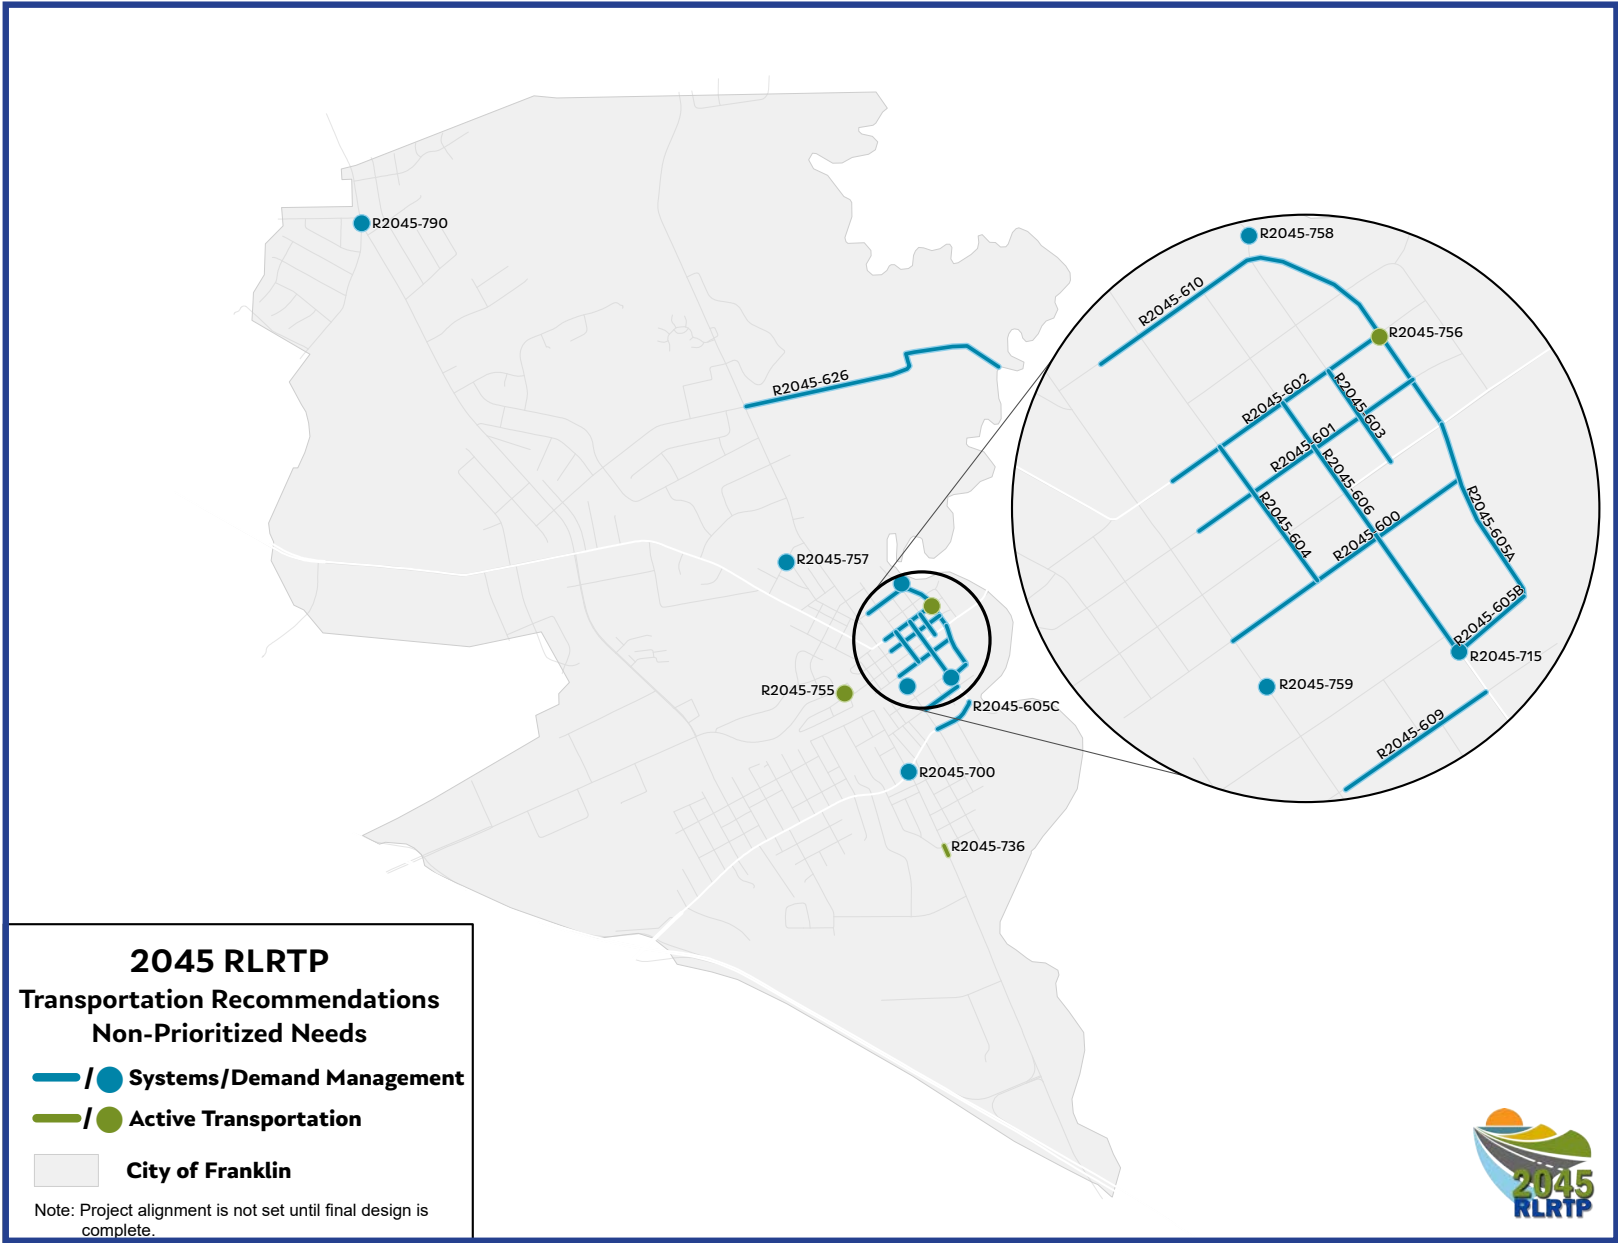 R2045-790
R2045-758
R2045-610
R2045-756
R2045-626
R2045-602
R2045-603
R2045-601
R2045-606
R2045-604
R2045-600
R2045-605A
R2045-757
R2045-605B
R2045-715
R2045-759
R2045-755
R2045-605C
R2045-609
R2045-700
R2045-736
2045 RLRTP
Transportation Recommendations
Non-Prioritized Needs
/ Systems/Demand Management
/ Active Transportation
City of Franklin
Note: Project alignment is not set until final design is
complete.
2045
RLRTP